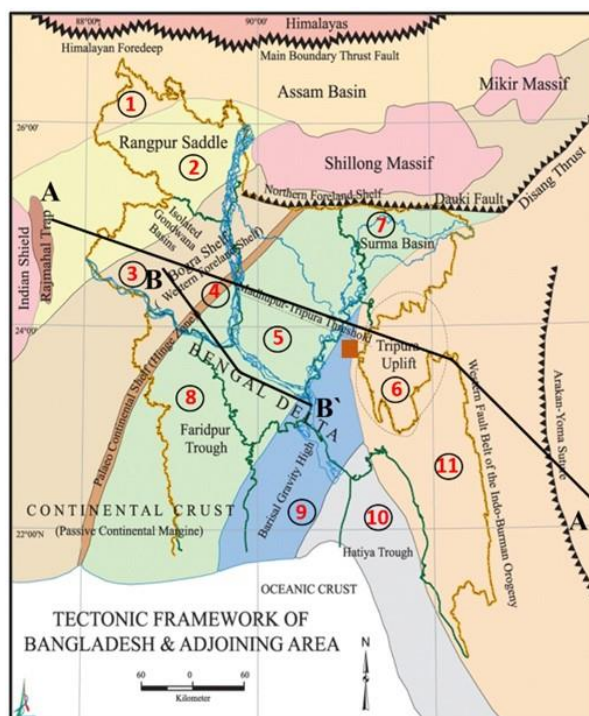 88°00'
90°00'
Himalayas
Himalayan Foredeep
Main Boundary Thrust Fault
Assam Basin
Mikir Massif
1
26°00'
Rangpur Saddle
2
Shillong Massif
A
Northern Foreland Shelf
Dauki Fault
Disang Thrust
Indian Shield
Rajmahal Trap
Isolated
Gondwana
Basins
7
Surma Basin
3
B`
Bogra Shelf
(Western Foreland Shelf)
4
Madhupur-Tripura Threshold
24°00'
5
Tripura
Uplift
6
Palaeo Continental Shelf (Hinge Zone)
BENGAL DELTA
B`
8
Faridpur
Trough
Western Fault Belt of the Indo-Burman Orogeny
Arakan-Yoma Suture
11
Barisal Gravity High
9
10
A
CONTINENTAL CRUST
(Passive Continental Margine)
22°00'N
Hatiya Trough
OCEANIC CRUST
TECTONIC FRAMEWORK OF
BANGLADESH & ADJOINING AREA
N
60 0 60
Kilometer